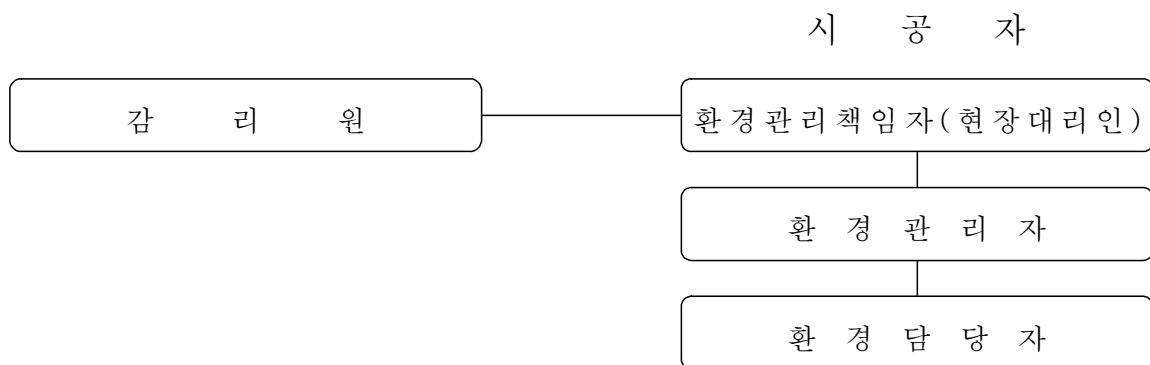 시 공 자
감 리 원
환경관리책임자(현장대리인)
환 경 관 리 자
환 경 담 당 자